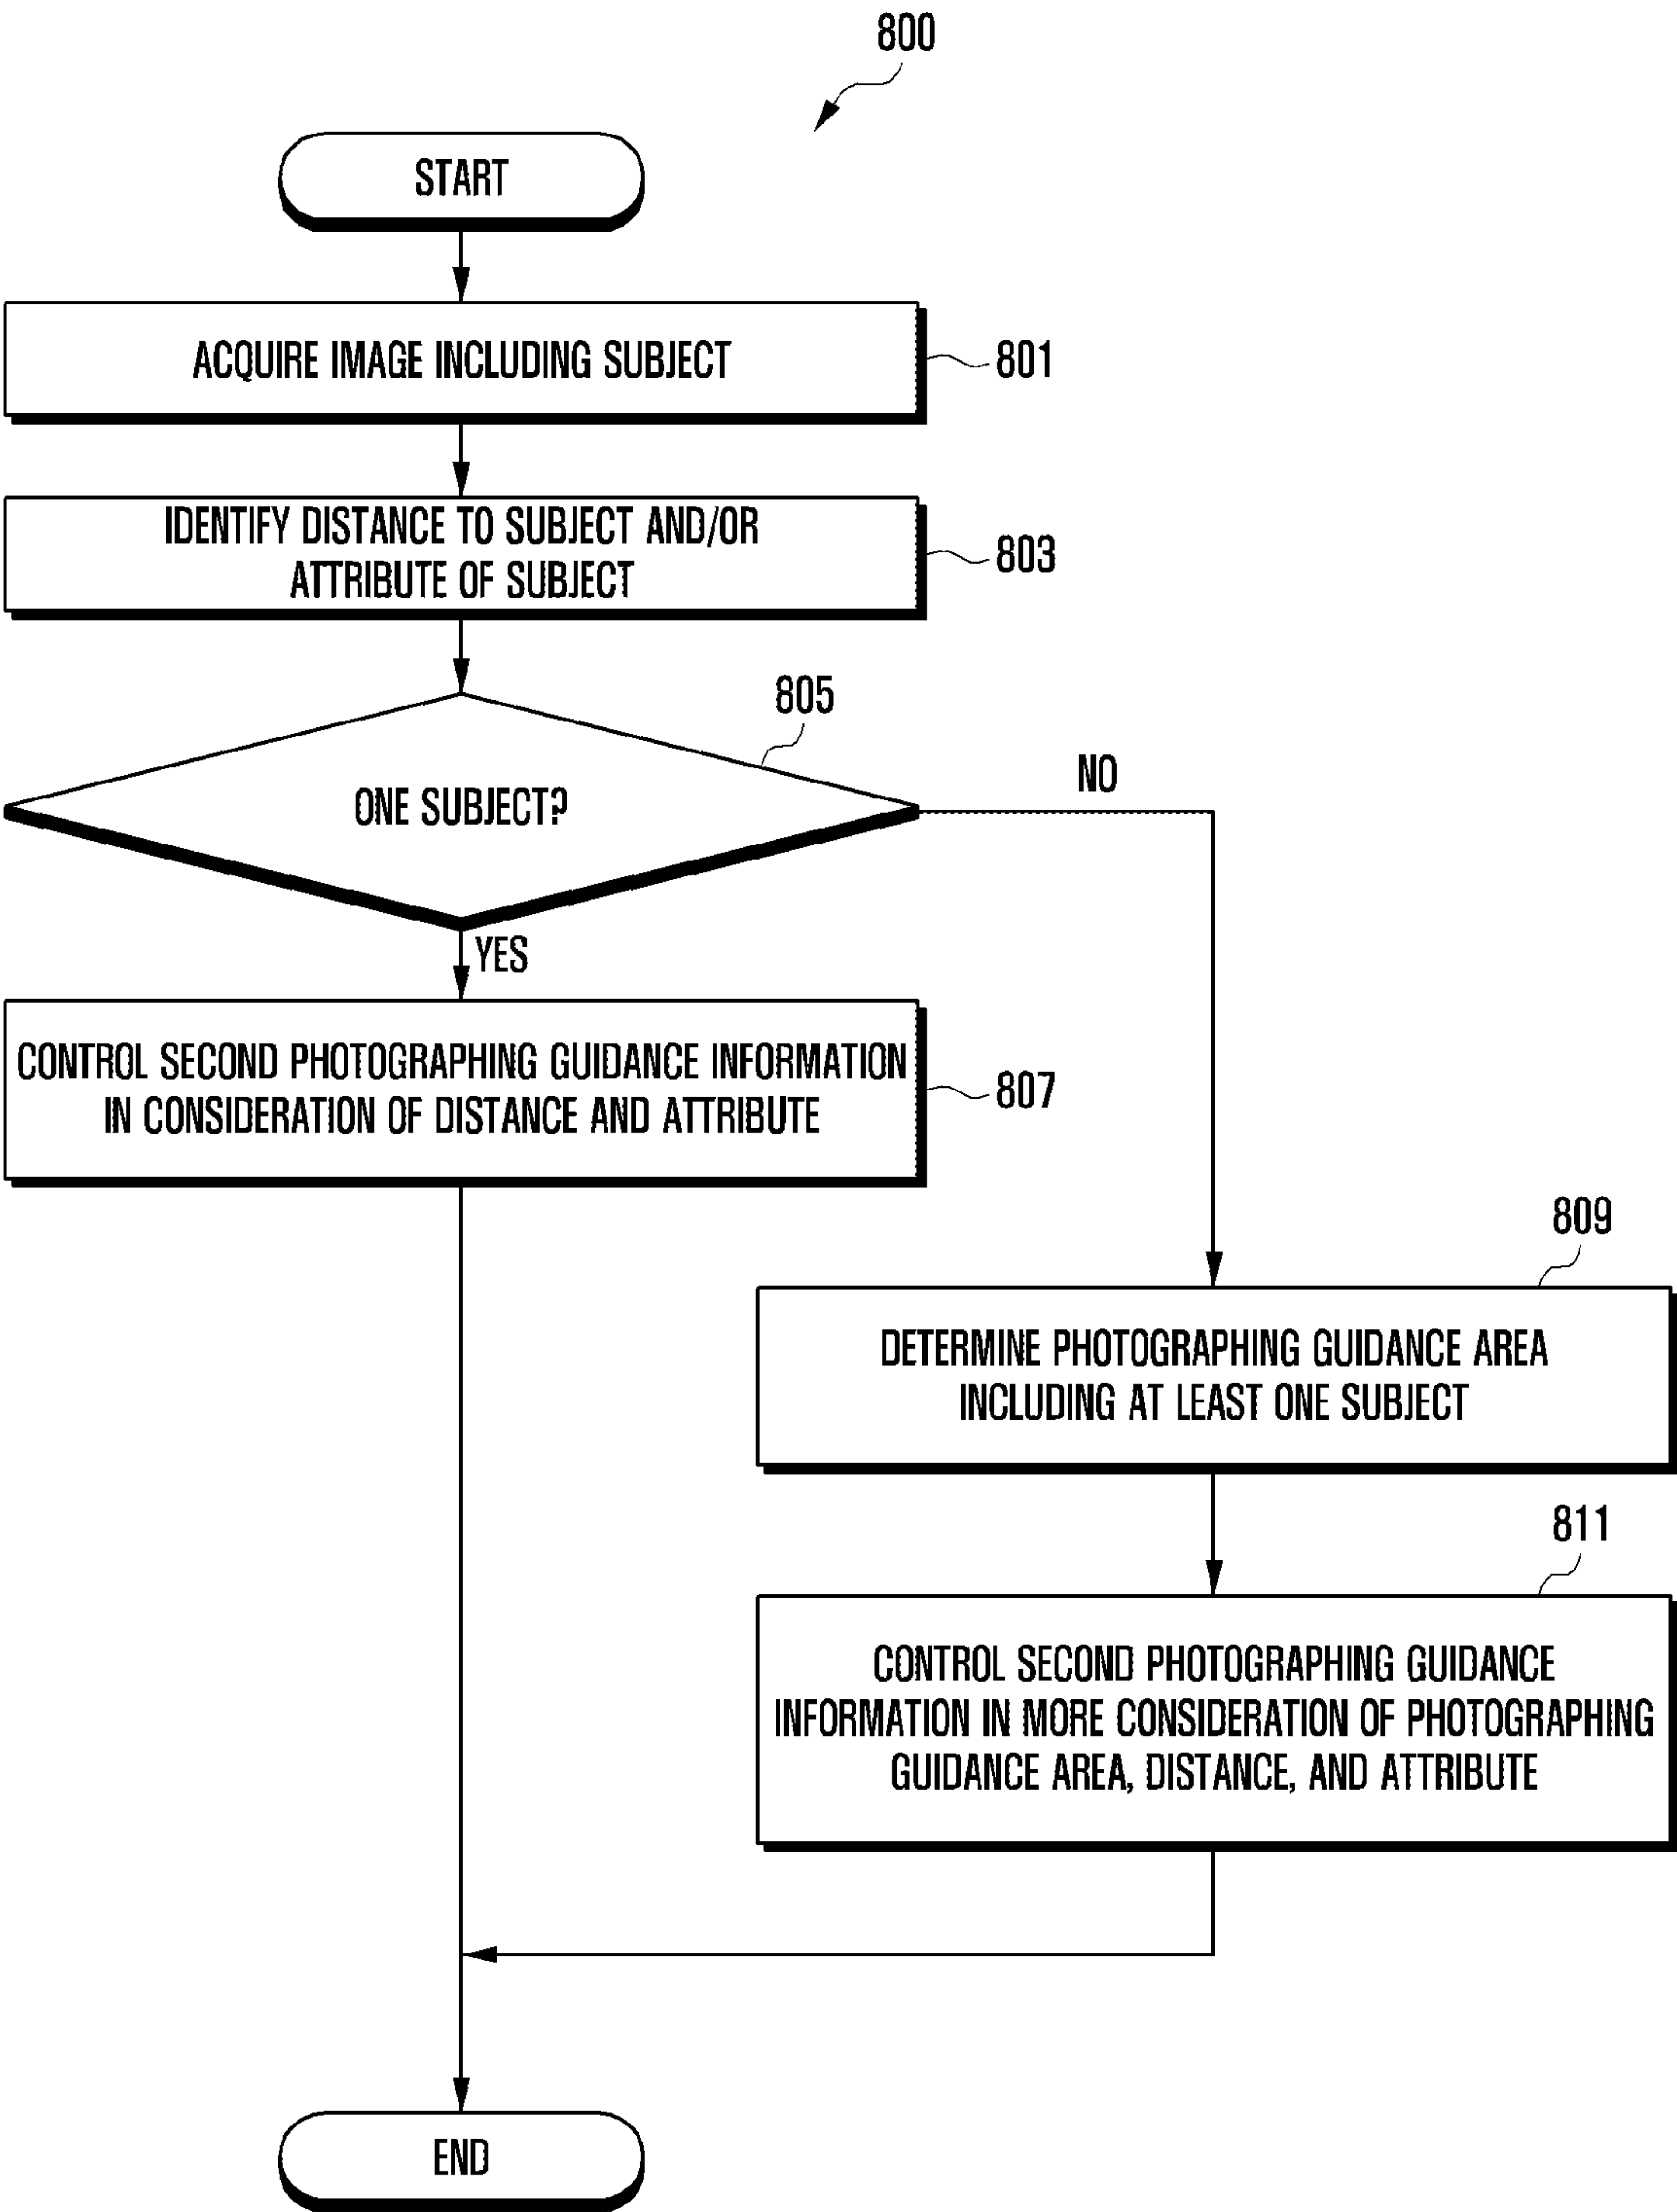 800
START
ACQUIRE IMAGE INCLUDING SUBJECT
801
IDENTIFY DISTANCE TO SUBJECT AND/OR
ATTRIBUTE OF SUBJECT
803
805
ONE SUBJECT?
NO
YES
CONTROL SECOND PHOTOGRAPHING GUIDANCE INFORMATION
IN CONSIDERATION OF DISTANCE AND ATTRIBUTE
807
809
DETERMINE PHOTOGRAPHING GUIDANCE AREA
INCLUDING AT LEAST ONE SUBJECT
811
CONTROL SECOND PHOTOGRAPHING GUIDANCE
INFORMATION IN MORE CONSIDERATION OF PHOTOGRAPHING
GUIDANCE AREA, DISTANCE, AND ATTRIBUTE
END